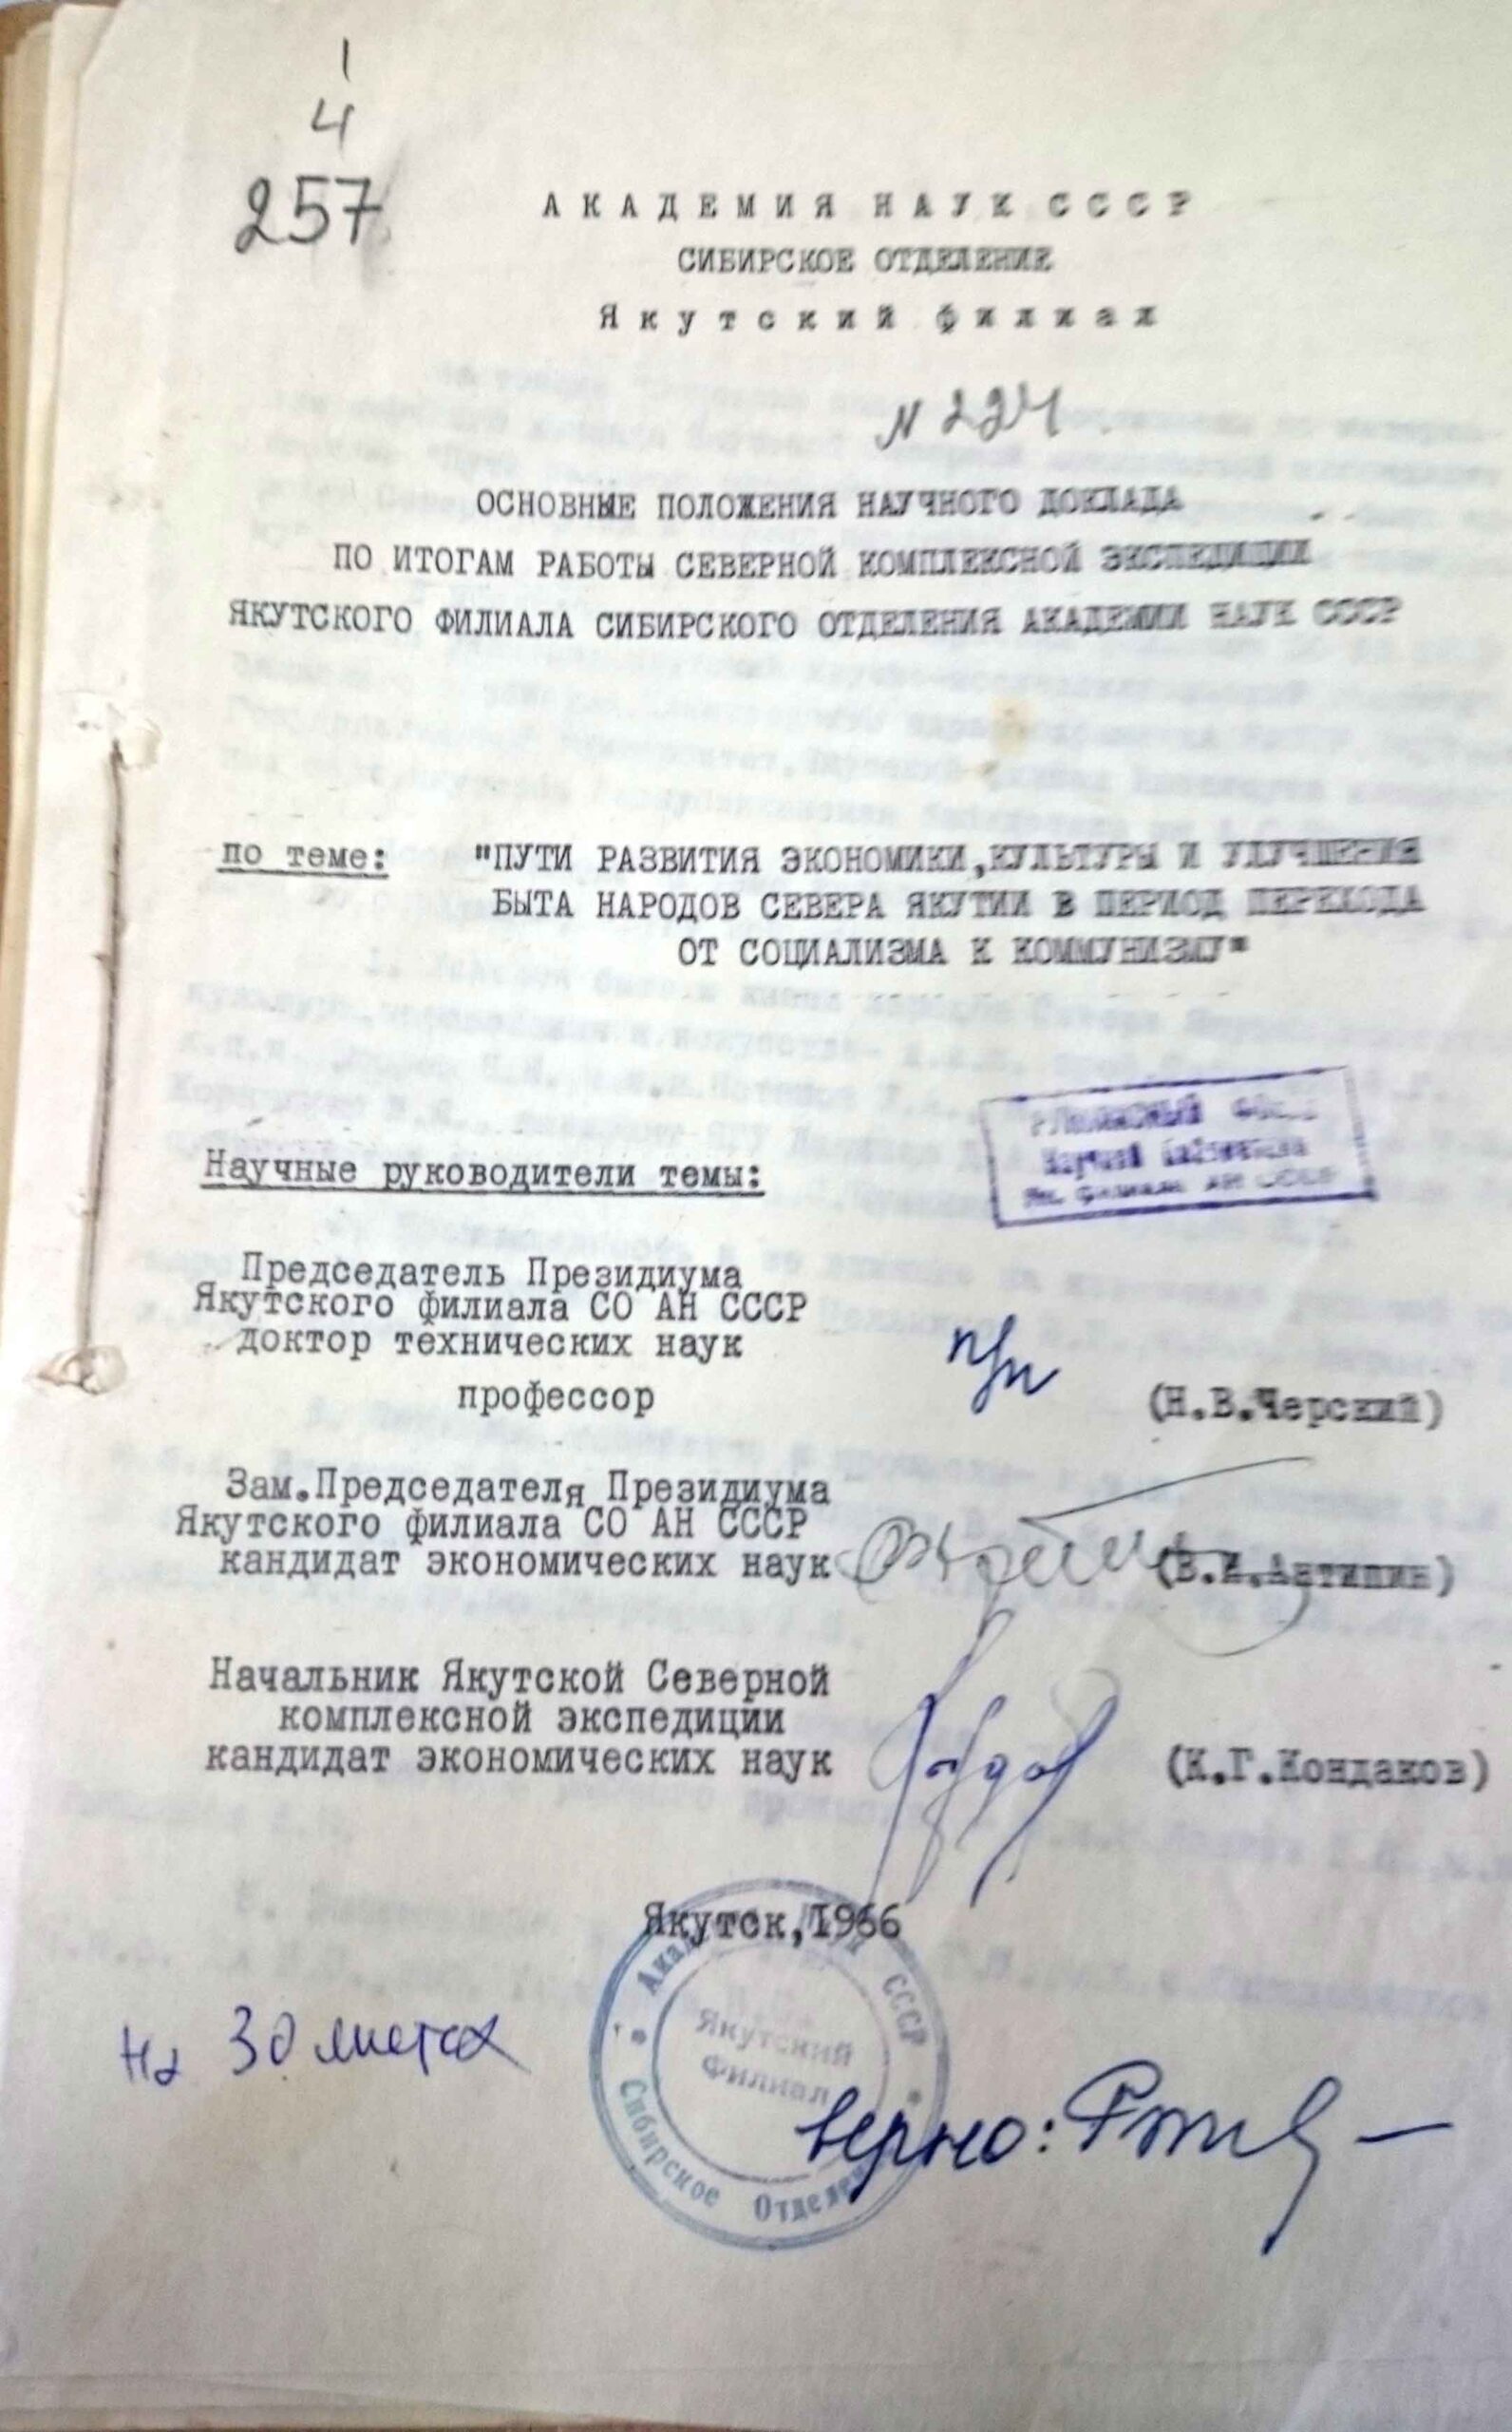 1
4
257
АКАДЕМИЯ НАУК СССР
СИБИРСКОЕ ОТДЕЛЕНИЕ
Якутский филиал
N 224
ОСНОВНЫЕ ПОЛОЖЕНИЯ НАУЧНОГО ДОКЛАДА
ПО ИТОГАМ РАБОТЫ СЕВЕРНОЙ КОМПЛЕКСНОЙ ЭКСПЕДИЦИИ
ЯКУТСКОГО ФИЛИАЛА СИБИРСКОГО ОТДЕЛЕНИЯ АКАДЕМИИ НАУК СССР
по теме: "ПУТИ РАЗВИТИЯ ЭКОНОМИКИ,КУЛЬТУРЫ И УЛУЧШЕНИЯ
БЫТА НАРОДОВ СЕВЕРА ЯКУТИИ В ПЕРИОД ПЕРЕХОДА
ОТ СОЦИАЛИЗМА К КОММУНИЗМУ"
Научные руководители темы:
Председатель Президиума
Якутского филиала СО АН СССР
доктор технических наук
профессор (Н.В.Черский)
Зам.Председателя Президиума
Якутского филиала СО АН СССР
кандидат экономических наук (В.И.Антипин)
Начальник Якутской Северной
комплексной экспедиции
кандидат экономических наук (К.Г.Кондаков)
Якутск,1966
Академия СССР
Якутский
Филиал
Сибирское Отделен
На 30 листах
Верно: